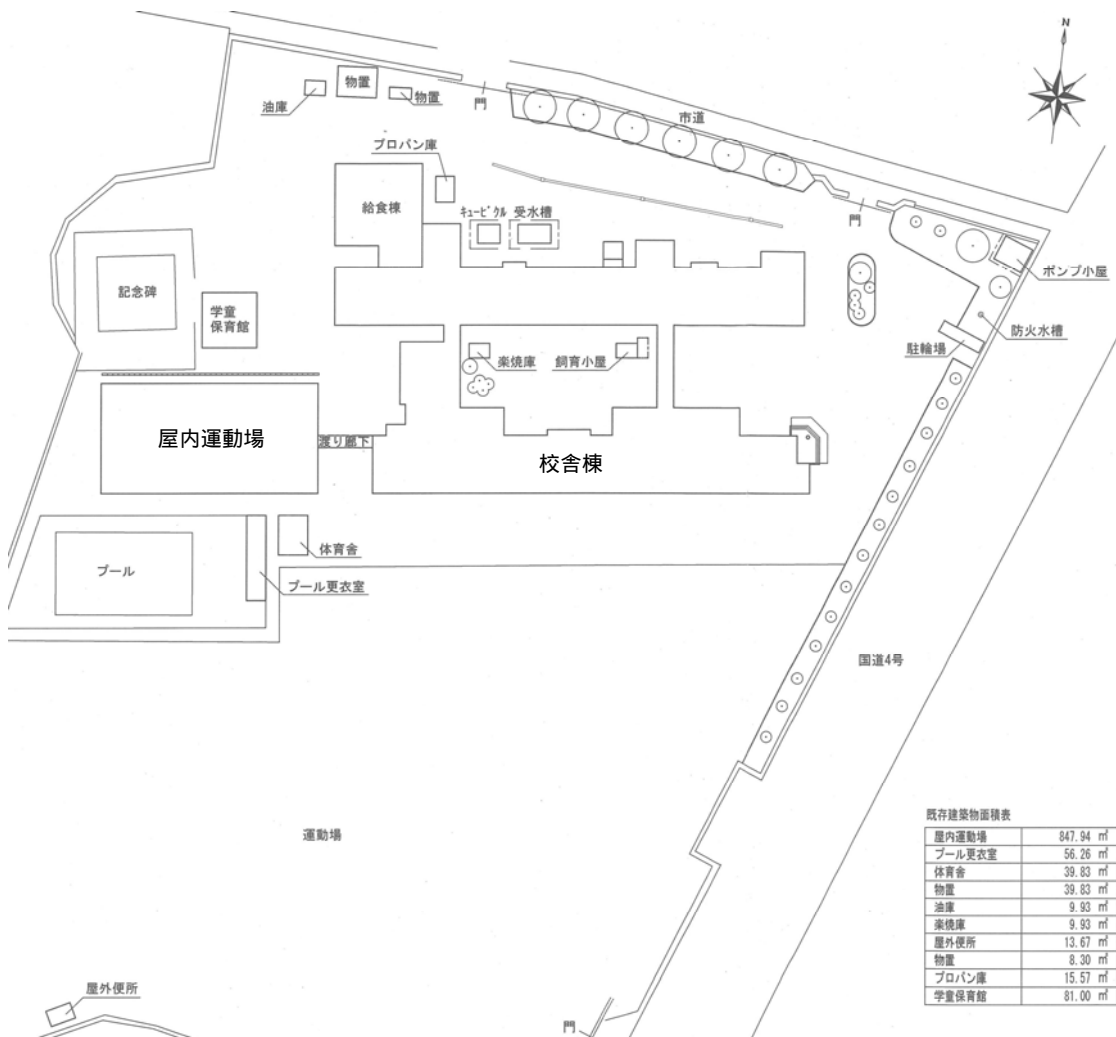 N
物置
油庫
物置
門
市道
プロパン庫
給食棟
キュービクル 受水槽
門
ポンプ小屋
記念碑
学童
保育館
防火水槽
駐輪場
楽焼庫
飼育小屋
屋内運動場
渡り廊下
校舎棟
体育舎
プール
プール更衣室
国道4号
運動場
既存建築物面積表
屋内運動場 847.94 ㎡
プール更衣室 56.26 ㎡
体育舎 39.83 ㎡
物置 39.83 ㎡
油庫 9.93 ㎡
楽焼庫 9.93 ㎡
屋外便所 13.67 ㎡
物置 8.30 ㎡
プロパン庫 15.57 ㎡
学童保育館 81.00 ㎡
屋外便所
門